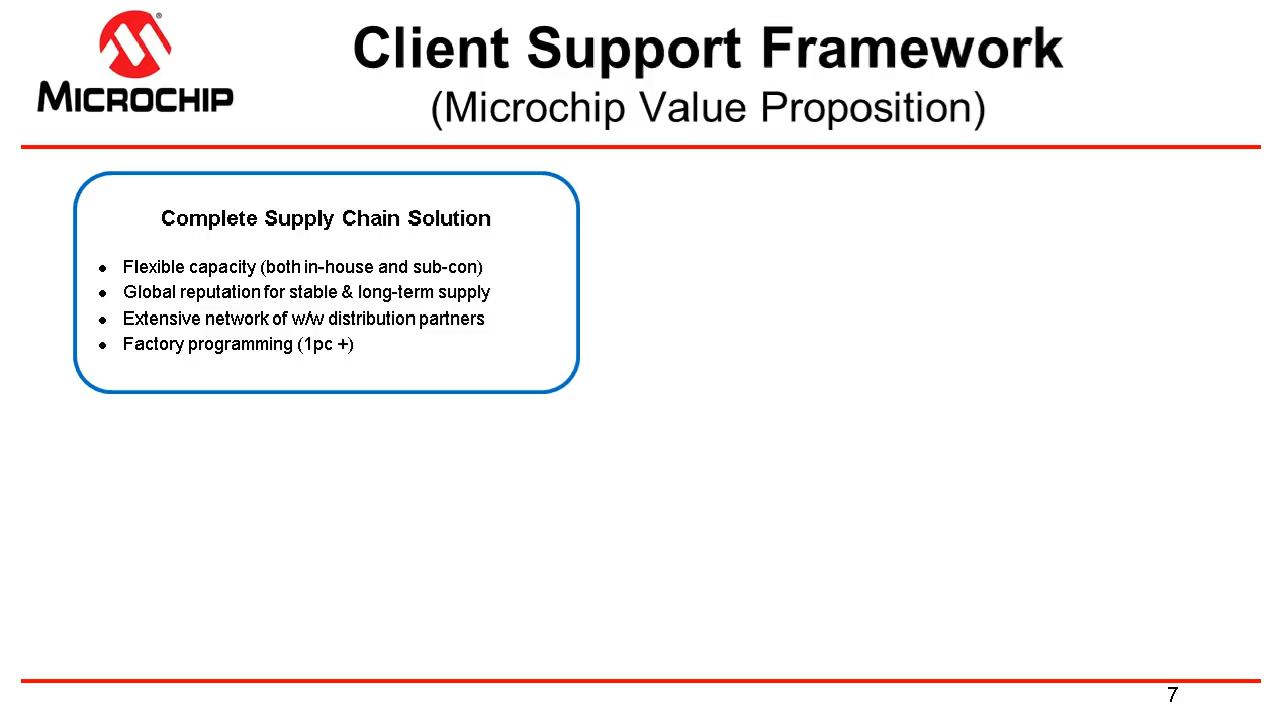 MICROCHIP
Client Support Framework
(Microchip Value Proposition)
Complete Supply Chain Solution
• Flexible capacity (both in-house and sub-con)
• Global reputation for stable & long-term supply
• Extensive network of w/w distribution partners
• Factory programming (1pc +)
7